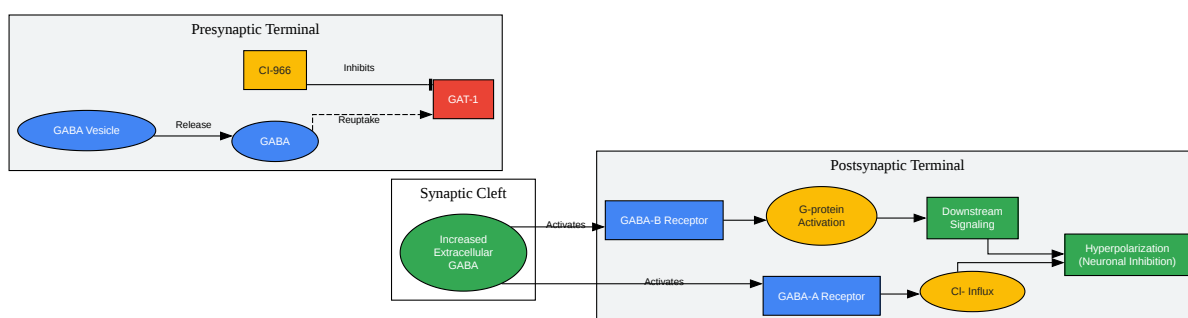 Presynaptic Terminal
CI-966
Inhibits
GAT-1
Reuptake
GABA Vesicle
Release
GABA
Synaptic Cleft
Increased
Extracellular
GABA
Activates
Activates
Postsynaptic Terminal
GABA-B Receptor
G-protein
Activation
Downstream
Signaling
Hyperpolarization
(Neuronal Inhibition)
GABA-A Receptor
Cl- Influx